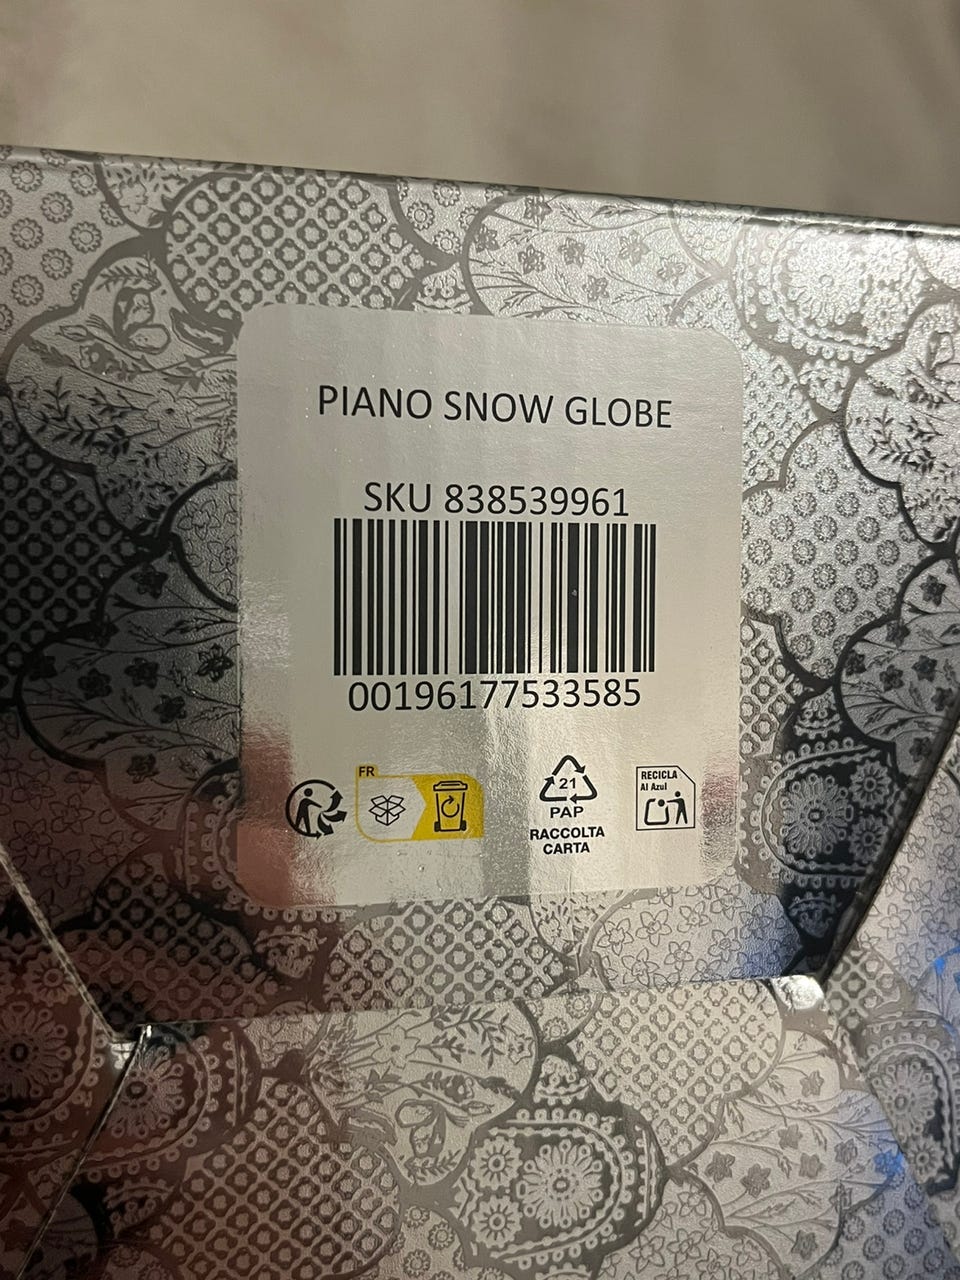 PIANO SNOW GLOBE
SKU 838539961
00196177533585
FR
21
PAP
RACCOLTA
CARTA
RECICLA
Al Azul